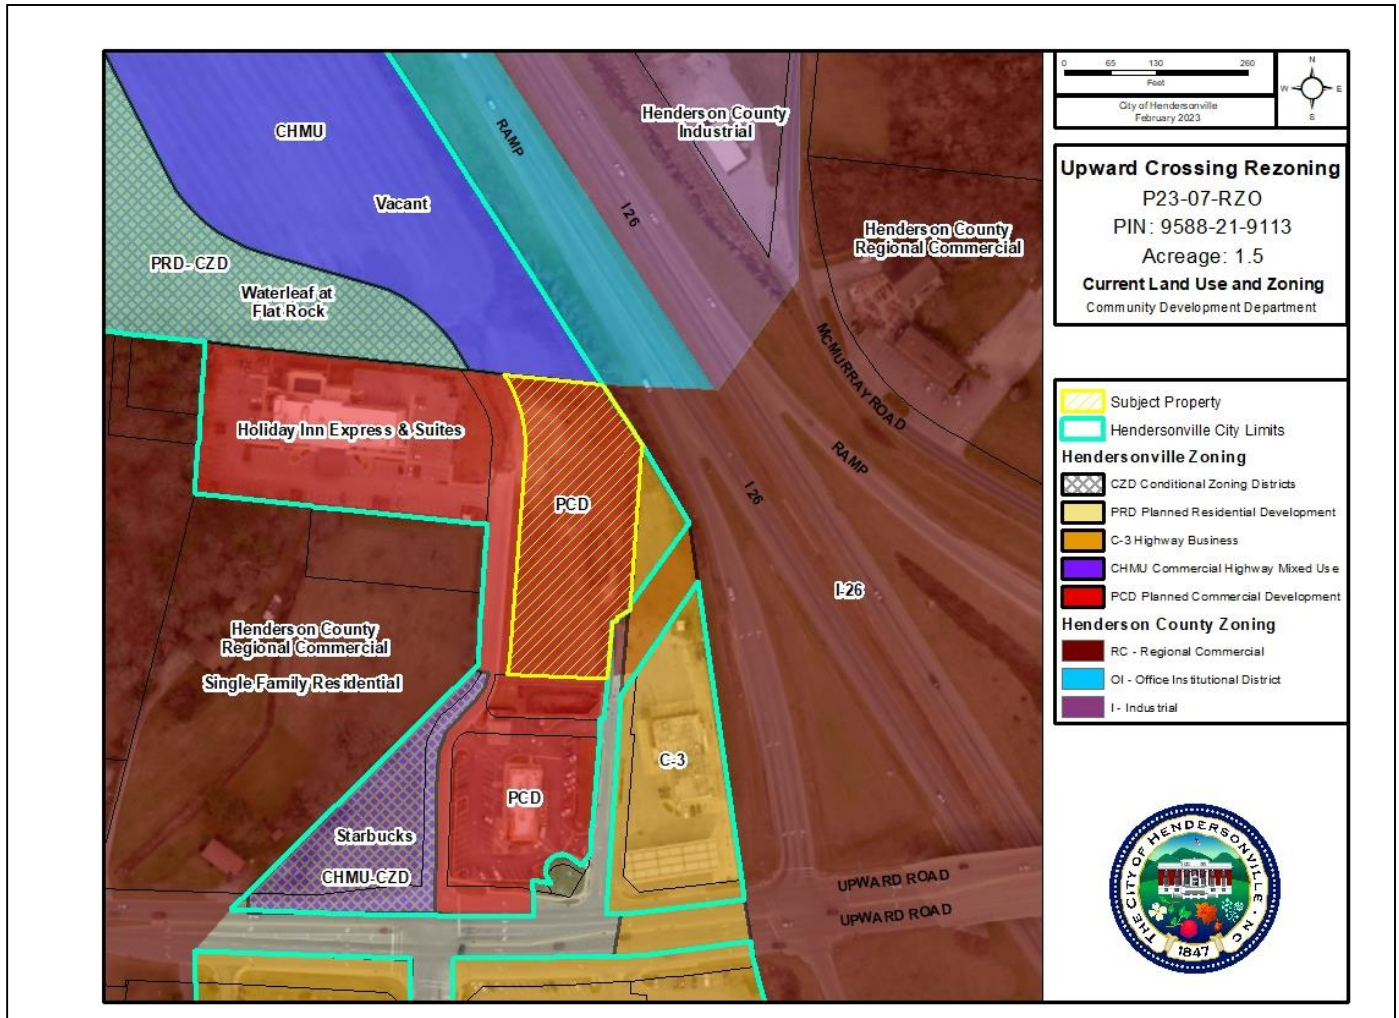 CHMU
Vacant
PRD- CZD
Waterleaf at
Flat Rock
RAMP
I 26
Henderson County
Industrial
Henderson County
Regional Commercial
McMURRAY ROAD
RAMP
I 26
Holiday Inn Express & Suites
PCD
I-26
Henderson County
Regional Commercial
Single Family Residential
C-3
PCD
Starbucks
CHMU-CZD
UPWARD ROAD
UPWARD ROAD
0 65 130 260
Feet
City of Hendersonville
February 2023
N
W E
S
Upward Crossing Rezoning
P23-07-RZO
PIN: 9588-21-9113
Acreage: 1.5
Current Land Use and Zoning
Community Development Department
Subject Property
Hendersonville City Limits
Hendersonville Zoning
CZD Conditional Zoning Districts
PRD Planned Residential Development
C-3 Highway Business
CHMU Commercial Highway Mixed Use
PCD Planned Commercial Development
Henderson County Zoning
RC - Regional Commercial
OI - Office Institutional District
I - Industrial
THE CITY OF HENDERSONVILLE · NC
1847